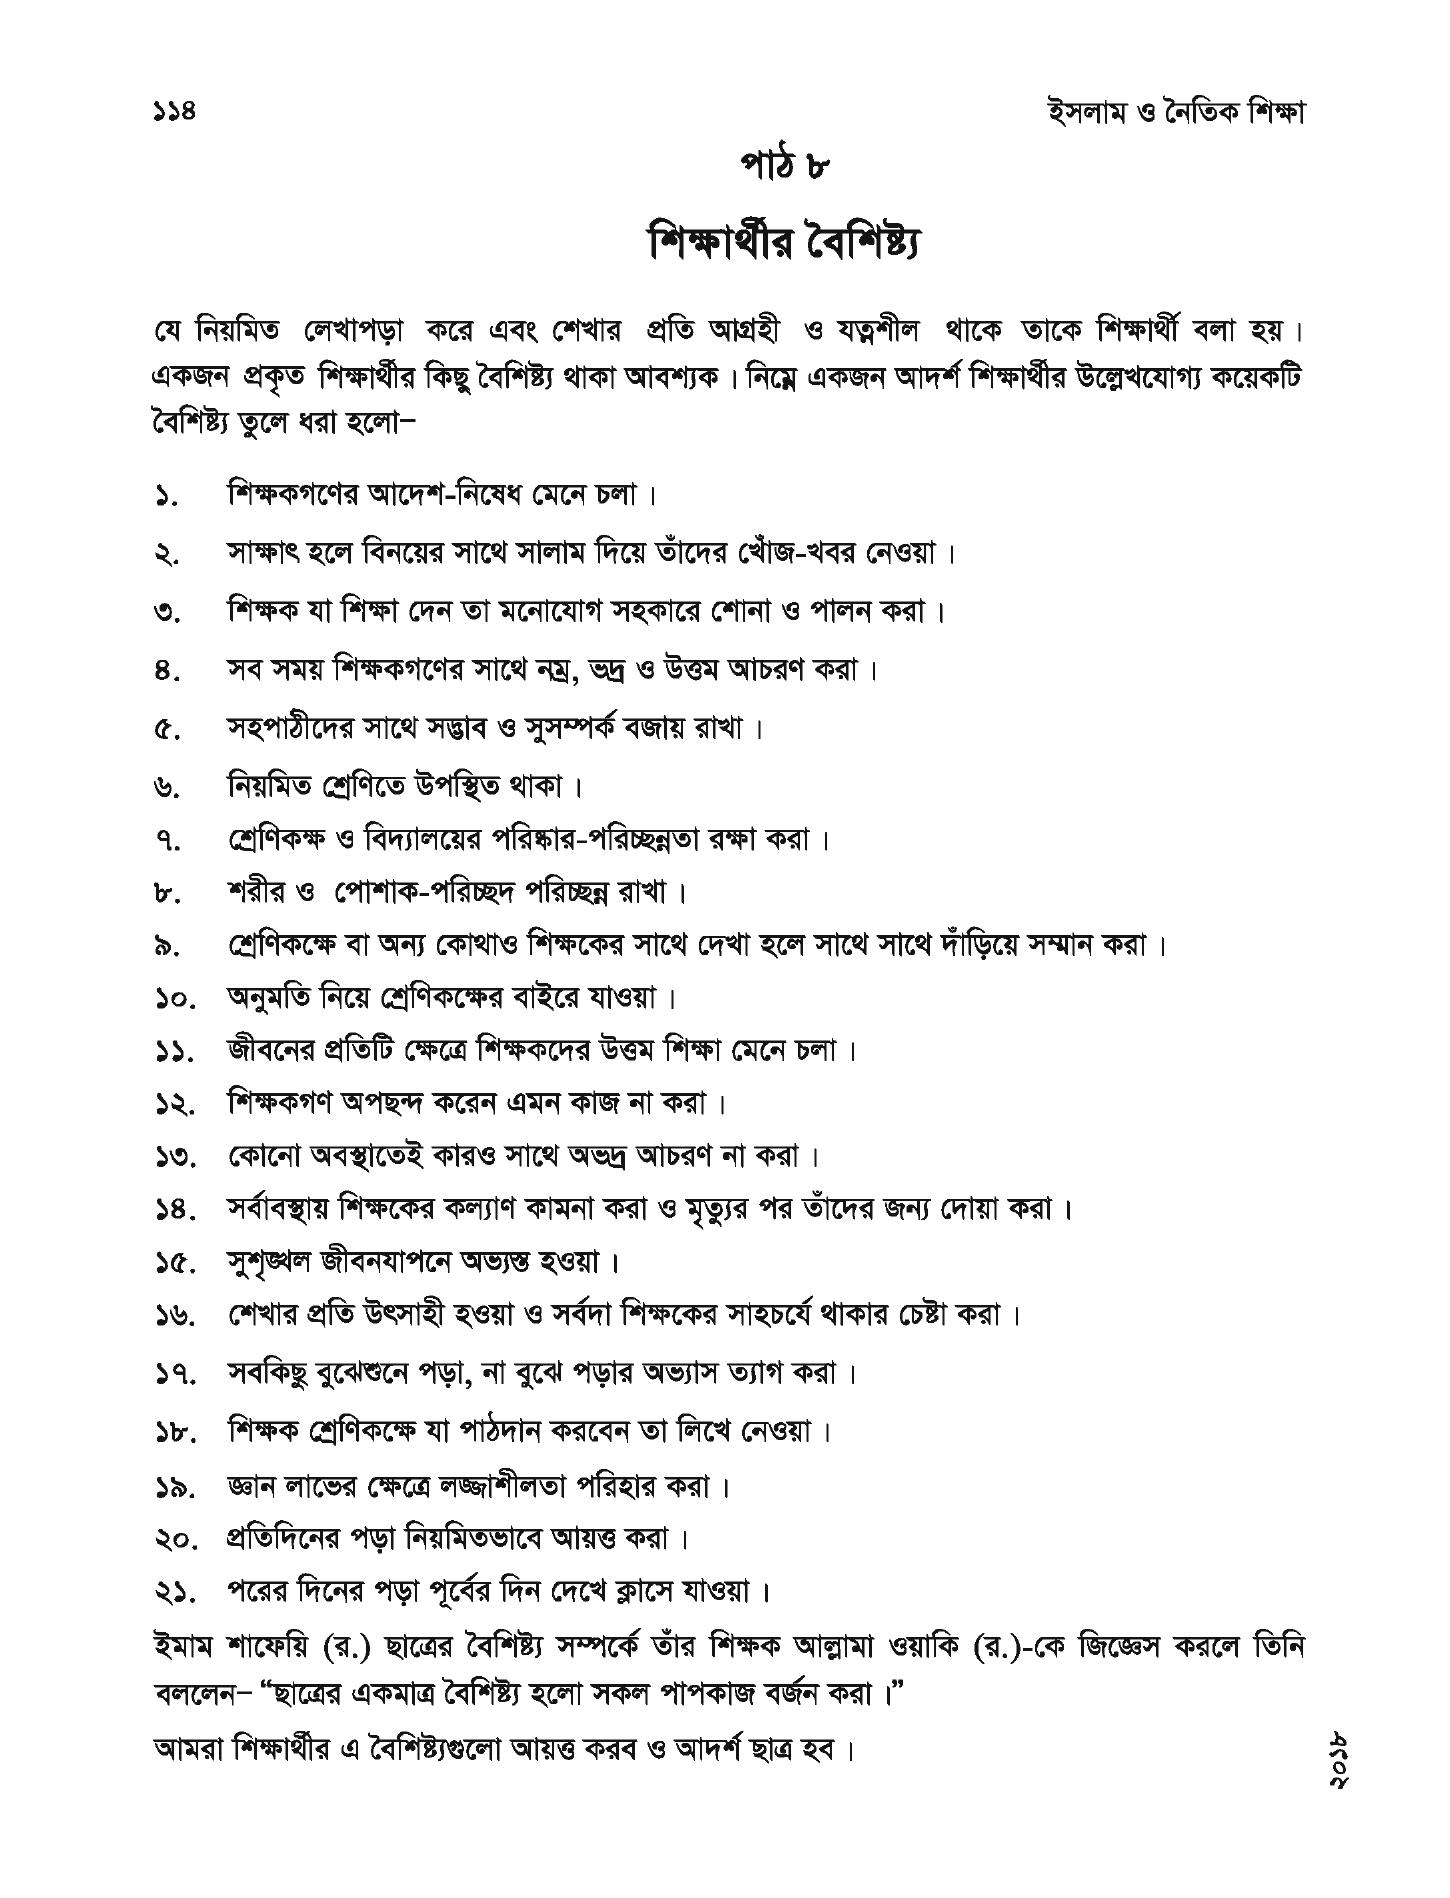 ১১৪
ইসলাম ও নৈতিক শিক্ষা
পাঠ ৮
শিক্ষার্থীর বৈশিষ্ট্য
যে নিয়মিত লেখাপড়া করে এবং শেখার প্রতি আগ্রহী ও যত্নশীল থাকে তাকে শিক্ষার্থী বলা হয়।
একজন প্রকৃত শিক্ষার্থীর কিছু বৈশিষ্ট্য থাকা আবশ্যক। নিম্নে একজন আদর্শ শিক্ষার্থীর উল্লেখযোগ্য কয়েকটি
বৈশিষ্ট্য তুলে ধরা হলো–
১. শিক্ষকগণের আদেশ-নিষেধ মেনে চলা।
২. সাক্ষাৎ হলে বিনয়ের সাথে সালাম দিয়ে তাঁদের খোঁজ-খবর নেওয়া।
৩. শিক্ষক যা শিক্ষা দেন তা মনোযোগ সহকারে শোনা ও পালন করা।
৪. সব সময় শিক্ষকগণের সাথে নম্র, ভদ্র ও উত্তম আচরণ করা।
৫. সহপাঠীদের সাথে সদ্ভাব ও সুসম্পর্ক বজায় রাখা।
৬. নিয়মিত শ্রেণিতে উপস্থিত থাকা।
৭. শ্রেণিকক্ষ ও বিদ্যালয়ের পরিষ্কার-পরিচ্ছন্নতা রক্ষা করা।
৮. শরীর ও পোশাক-পরিচ্ছদ পরিচ্ছন্ন রাখা।
৯. শ্রেণিকক্ষে বা অন্য কোথাও শিক্ষকের সাথে দেখা হলে সাথে সাথে দাঁড়িয়ে সম্মান করা।
১০. অনুমতি নিয়ে শ্রেণিকক্ষের বাইরে যাওয়া।
১১. জীবনের প্রতিটি ক্ষেত্রে শিক্ষকদের উত্তম শিক্ষা মেনে চলা।
১২. শিক্ষকগণ অপছন্দ করেন এমন কাজ না করা।
১৩. কোনো অবস্থাতেই কারও সাথে অভদ্র আচরণ না করা।
১৪. সর্বাবস্থায় শিক্ষকের কল্যাণ কামনা করা ও মৃত্যুর পর তাঁদের জন্য দোয়া করা।
১৫. সুশৃঙ্খল জীবনযাপনে অভ্যস্ত হওয়া।
১৬. শেখার প্রতি উৎসাহী হওয়া ও সর্বদা শিক্ষকের সাহচর্যে থাকার চেষ্টা করা।
১৭. সবকিছু বুঝেশুনে পড়া, না বুঝে পড়ার অভ্যাস ত্যাগ করা।
১৮. শিক্ষক শ্রেণিকক্ষে যা পাঠদান করবেন তা লিখে নেওয়া।
১৯. জ্ঞান লাভের ক্ষেত্রে লজ্জাশীলতা পরিহার করা।
২০. প্রতিদিনের পড়া নিয়মিতভাবে আয়ত্ত করা।
২১. পরের দিনের পড়া পূর্বের দিন দেখে ক্লাসে যাওয়া।
ইমাম শাফেয়ি (র.) ছাত্রের বৈশিষ্ট্য সম্পর্কে তাঁর শিক্ষক আল্লামা ওয়াকি (র.)-কে জিজ্ঞেস করলে তিনি
বললেন– “ছাত্রের একমাত্র বৈশিষ্ট্য হলো সকল পাপকাজ বর্জন করা।”
আমরা শিক্ষার্থীর এ বৈশিষ্ট্যগুলো আয়ত্ত করব ও আদর্শ ছাত্র হব।
২০১৮